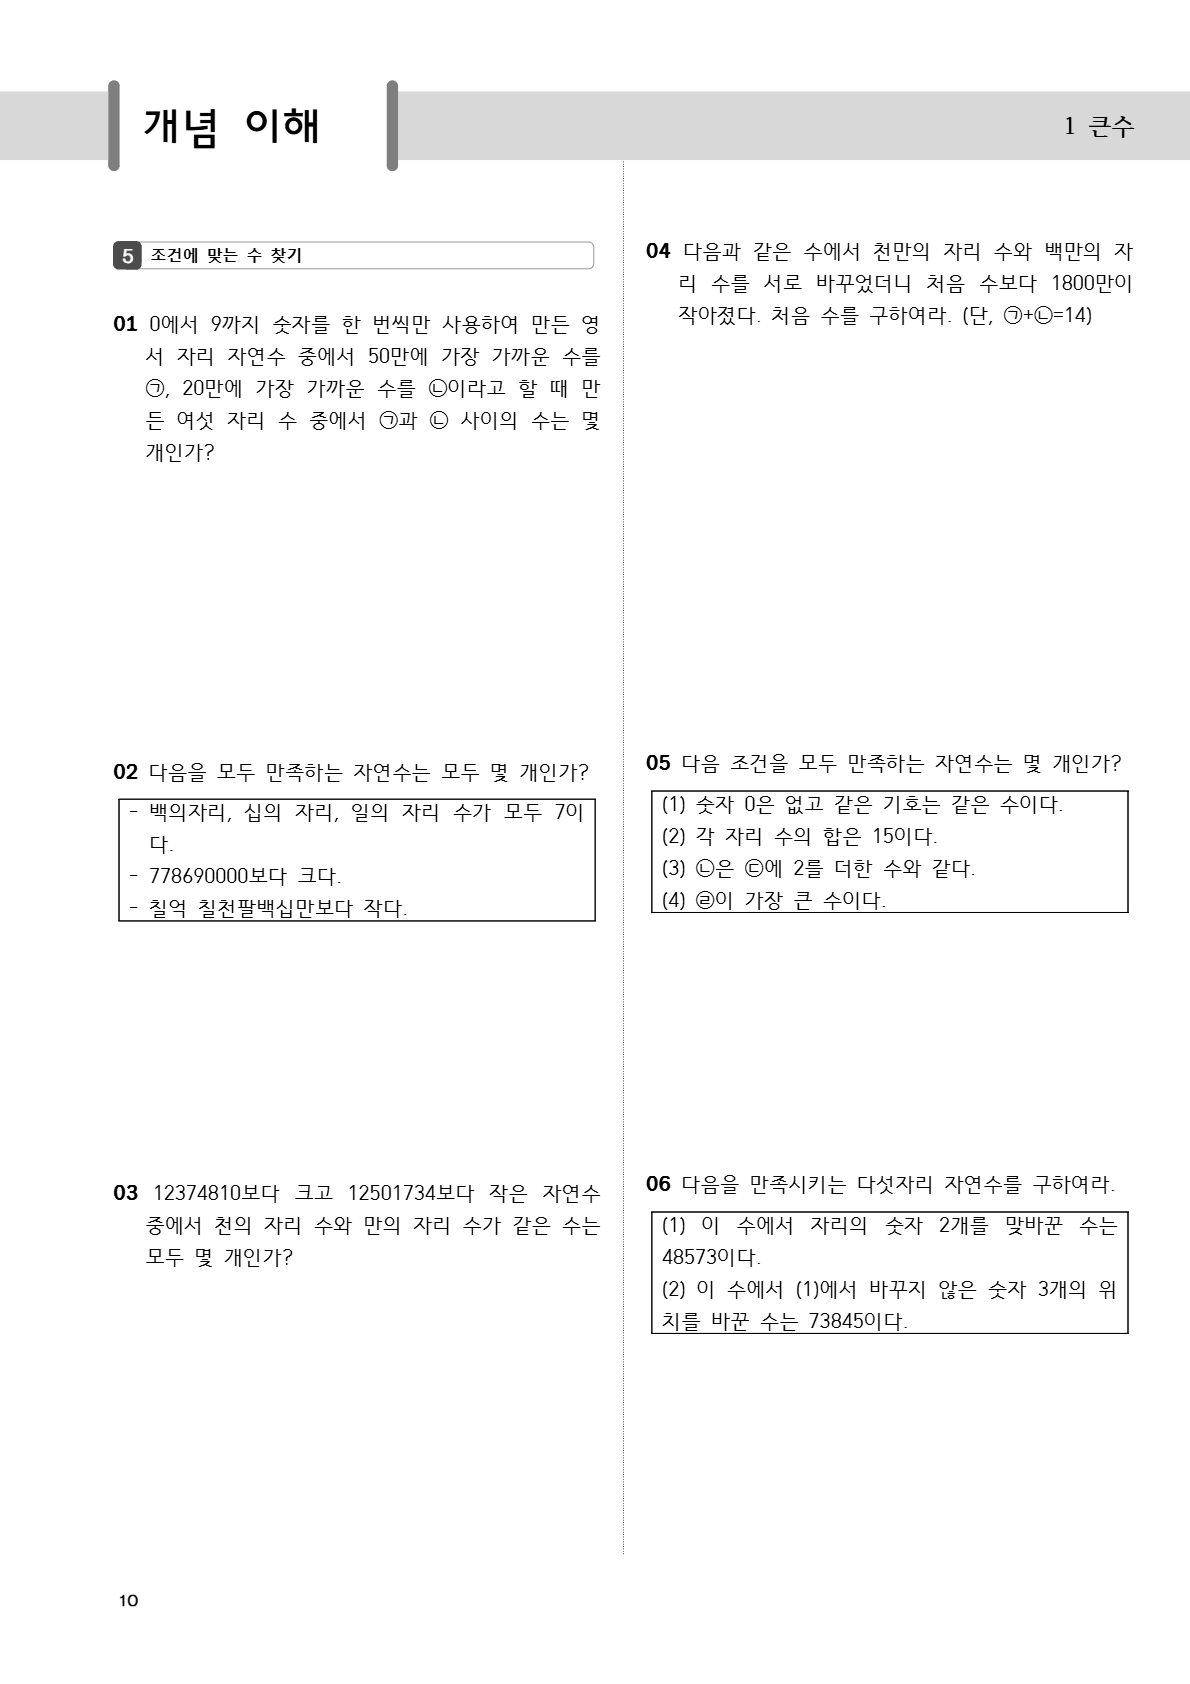 개념 이해
1 큰수
5 조건에 맞는 수 찾기
01 0에서 9까지 숫자를 한 번씩만 사용하여 만든 영
서 자리 자연수 중에서 50만에 가장 가까운 수를
㉠, 20만에 가장 가까운 수를 ㉡이라고 할 때 만
든 여섯 자리 수 중에서 ㉠과 ㉡ 사이의 수는 몇
개인가?
02 다음을 모두 만족하는 자연수는 모두 몇 개인가?
- 백의자리, 십의 자리, 일의 자리 수가 모두 7이
다.
- 778690000보다 크다.
- 칠억 칠천팔백십만보다 작다.
03 12374810보다 크고 12501734보다 작은 자연수
중에서 천의 자리 수와 만의 자리 수가 같은 수는
모두 몇 개인가?
04 다음과 같은 수에서 천만의 자리 수와 백만의 자
리 수를 서로 바꾸었더니 처음 수보다 1800만이
작아졌다. 처음 수를 구하여라. (단, ㉠+㉡=14)
05 다음 조건을 모두 만족하는 자연수는 몇 개인가?
(1) 숫자 0은 없고 같은 기호는 같은 수이다.
(2) 각 자리 수의 합은 15이다.
(3) ㉡은 ㉢에 2를 더한 수와 같다.
(4) ㉣이 가장 큰 수이다.
06 다음을 만족시키는 다섯자리 자연수를 구하여라.
(1) 이 수에서 자리의 숫자 2개를 맞바꾼 수는
48573이다.
(2) 이 수에서 (1)에서 바꾸지 않은 숫자 3개의 위
치를 바꾼 수는 73845이다.
10